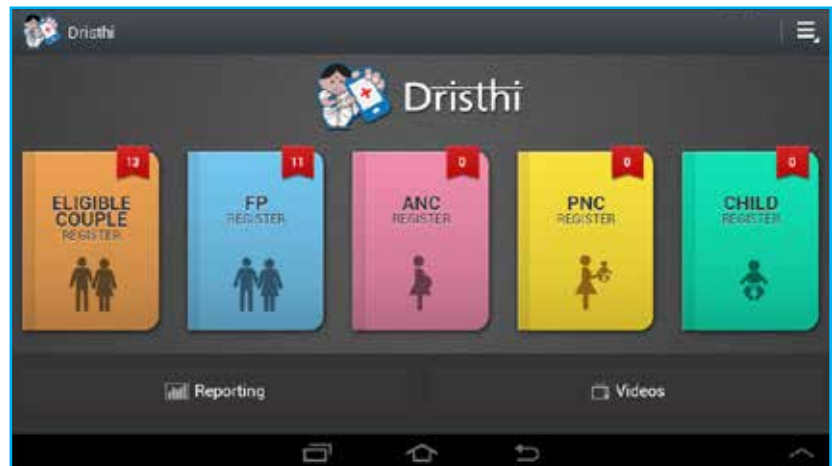 Dristhi
Dristhi
13
11
0
0
0
ELIGIBLE
COUPLE
REGISTER
FP
REGISTER
ANC
REGISTER
PNC
REGISTER
CHILD
REGISTER
Reporting
Videos